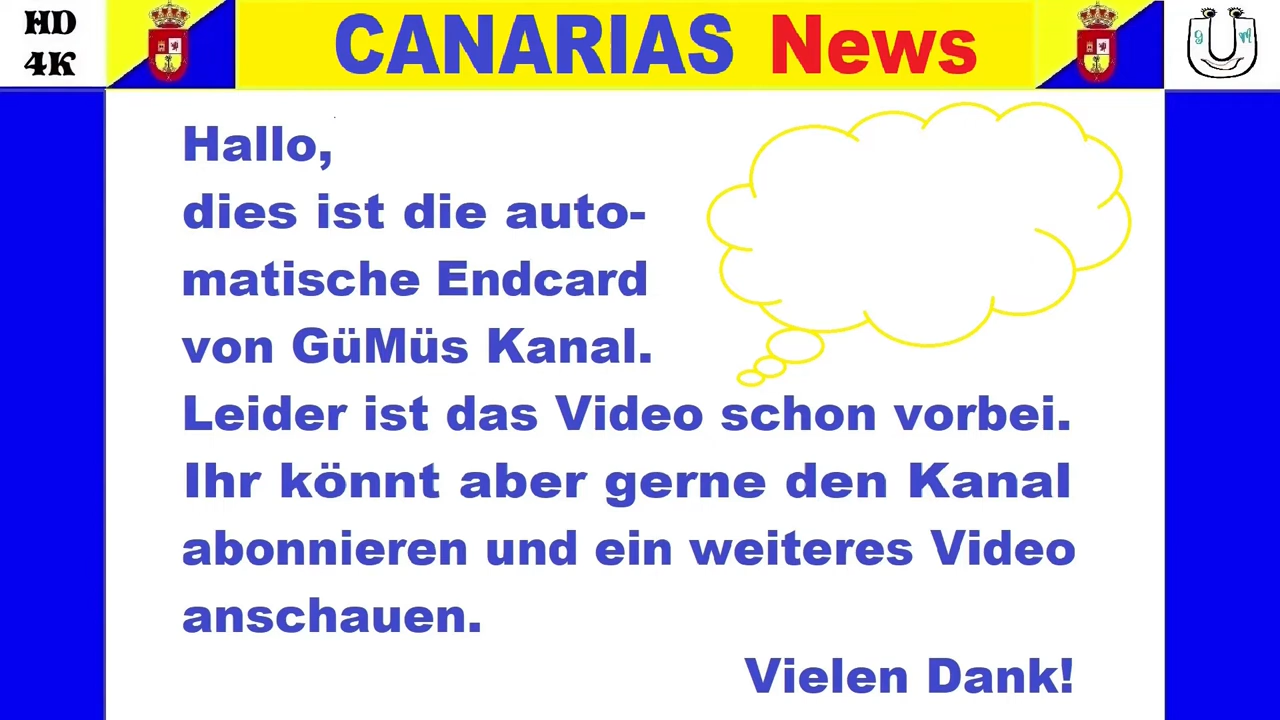 HD
4K
CANARIAS News
G M
Hallo,
dies ist die auto-
matische Endcard
von GüMüs Kanal.
Leider ist das Video schon vorbei.
Ihr könnt aber gerne den Kanal
abonnieren und ein weiteres Video
anschauen.
Vielen Dank!